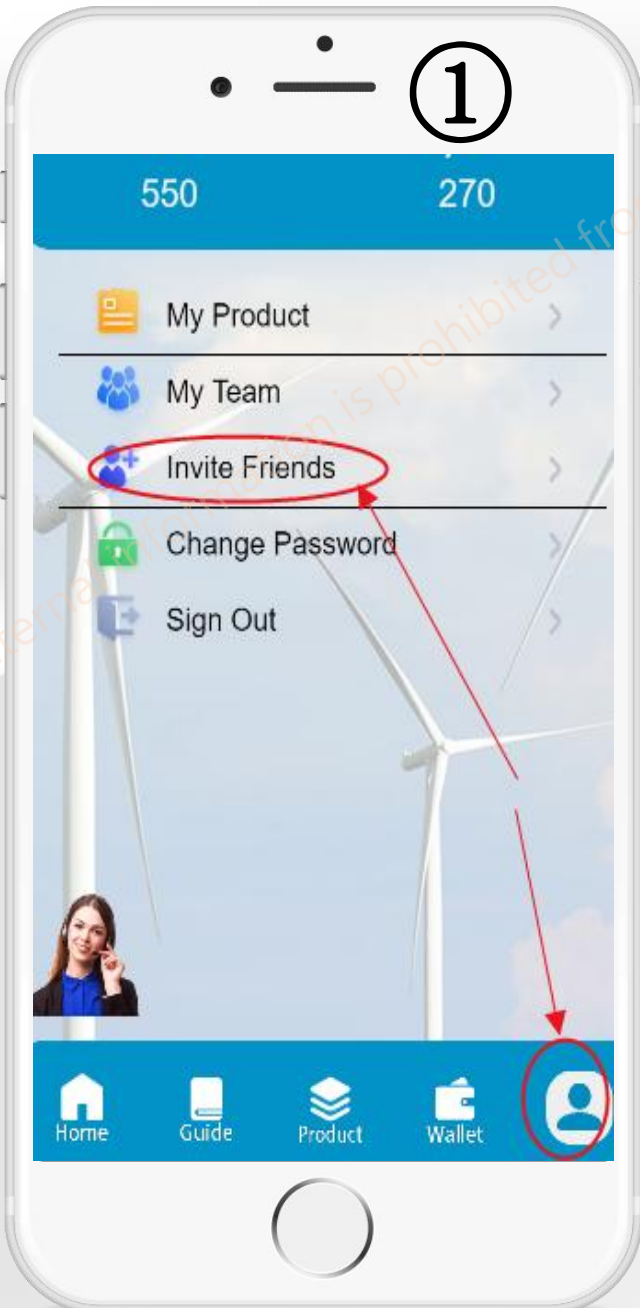 ①
550 270
My Product
My Team
Invite Friends
Change Password
Sign Out
Home Guide Product Wallet